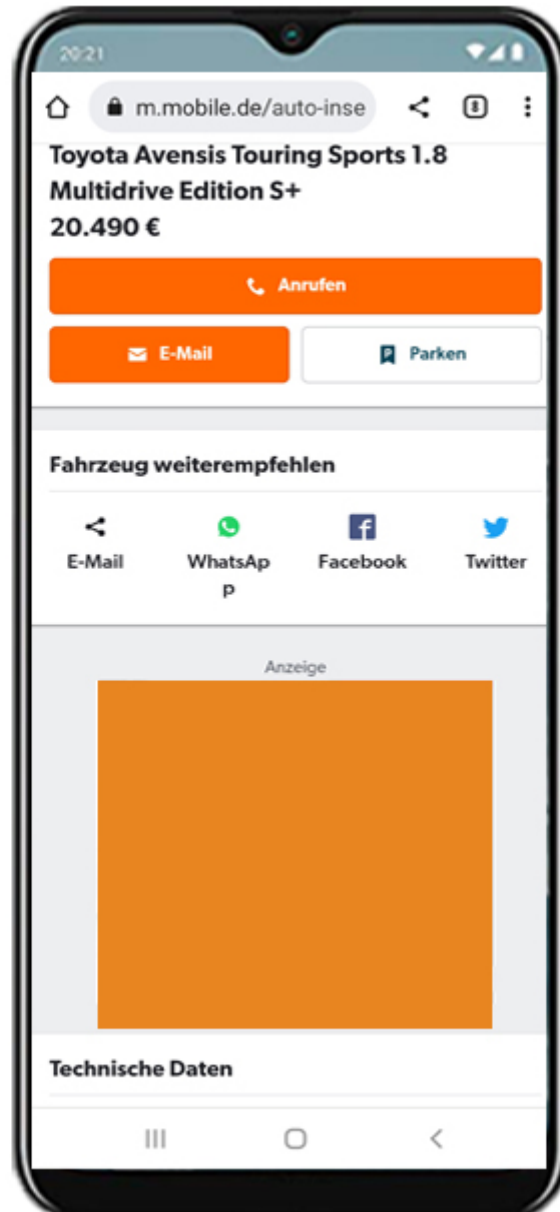 20:21
m.mobile.de/auto-inse
8
Toyota Avensis Touring Sports 1.8
Multidrive Edition S+
20.490 €
Anrufen
E-Mail
P Parken
Fahrzeug weiterempfehlen
E-Mail WhatsAp Facebook Twitter
p
Anzeige
Technische Daten